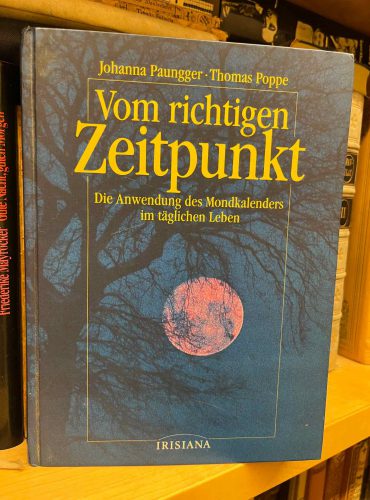 Johanna Paungger · Thomas Poppe
Vom richtigen
Zeitpunkt
Die Anwendung des Mondkalenders
im täglichen Leben
IRISIANA
Friederike Mayröcker